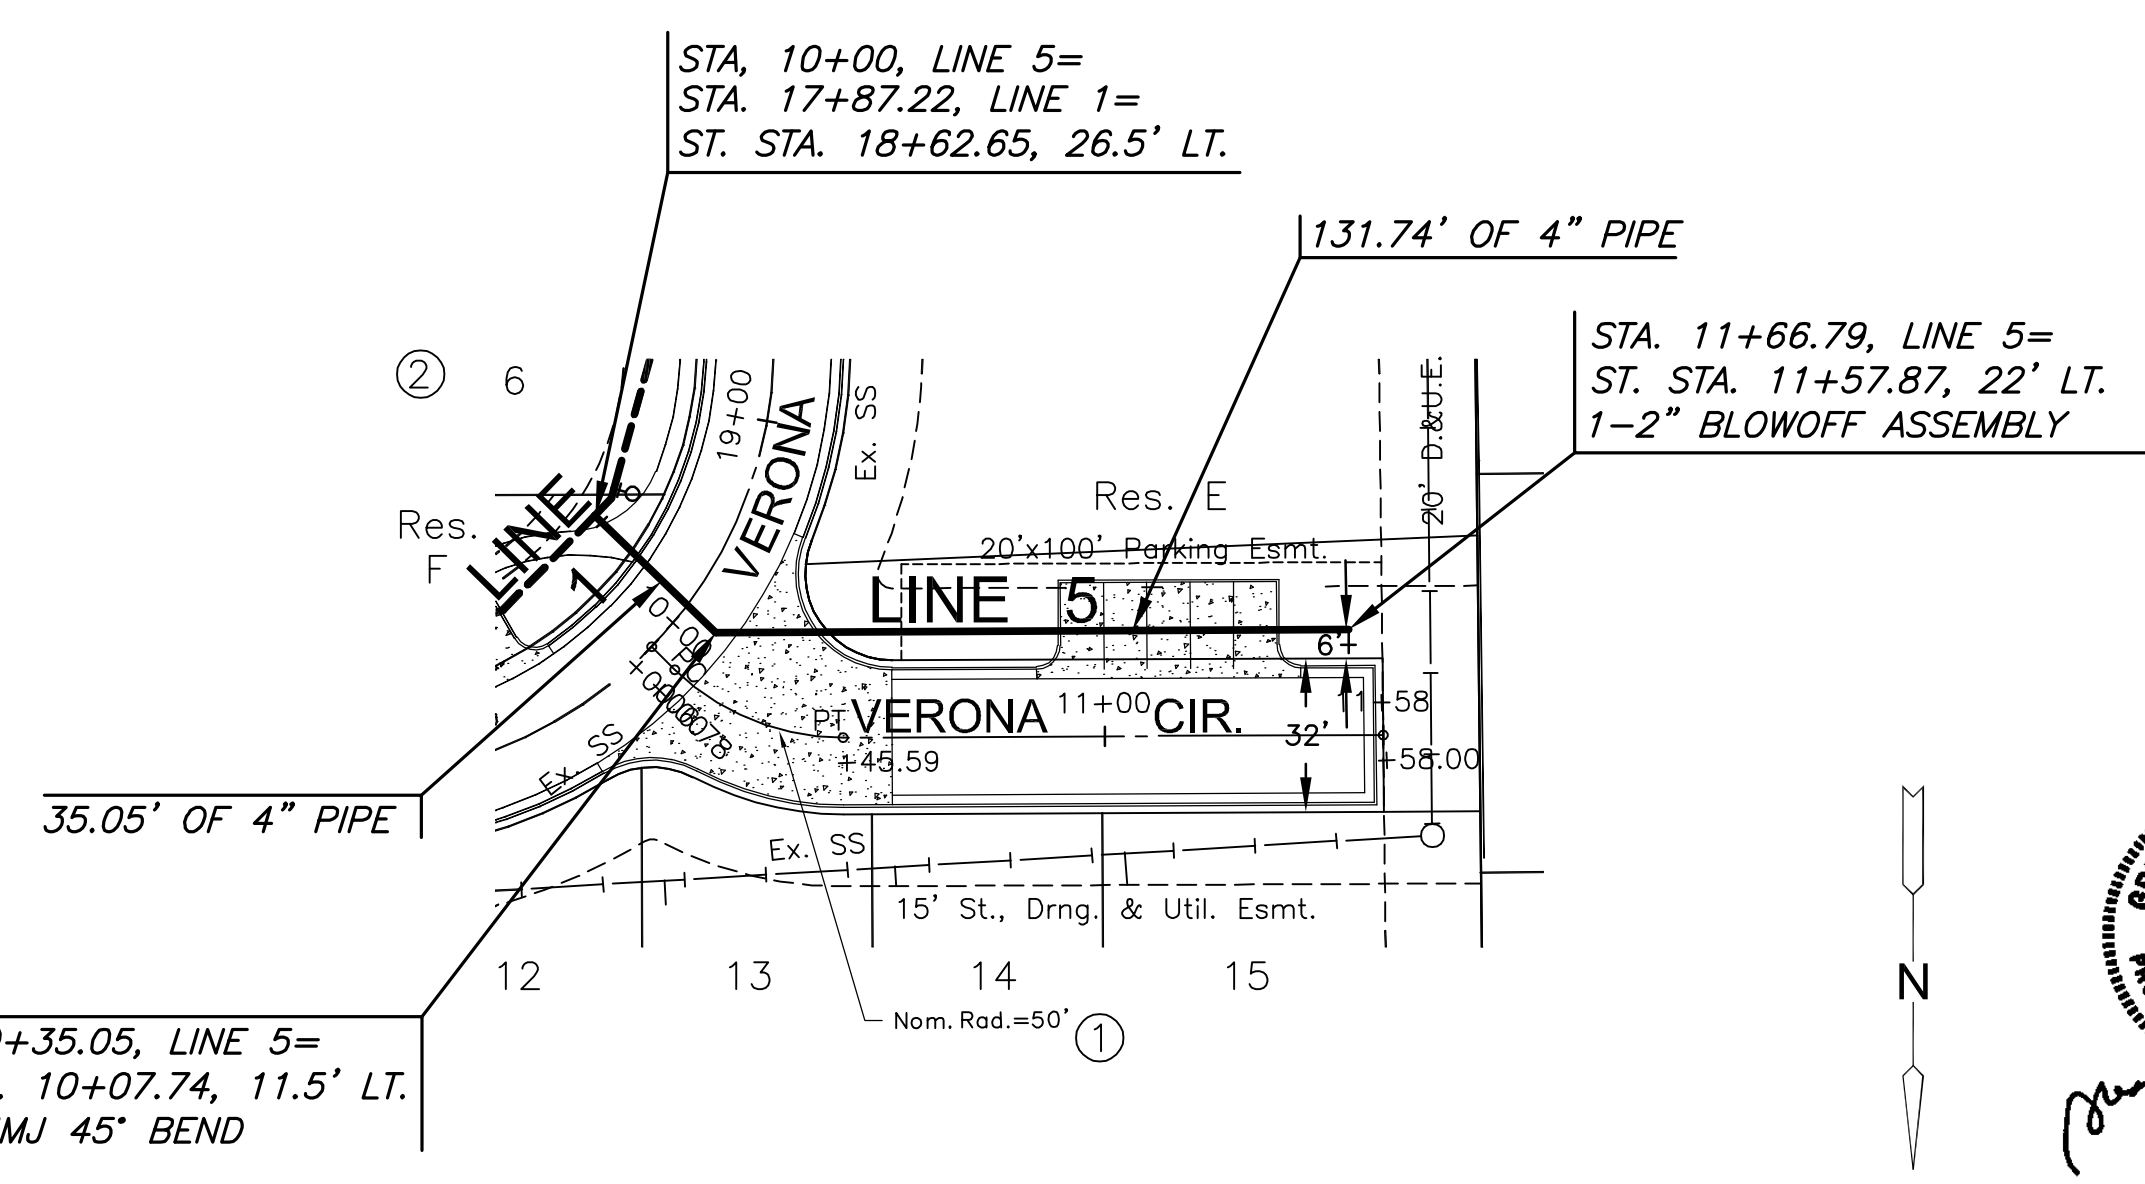 STA, 10+00, LINE 5=
STA. 17+87.22, LINE 1=
ST. STA. 18+62.65, 26.5' LT.
131.74' OF 4" PIPE
STA. 11+66.79, LINE 5=
ST. STA. 11+57.87, 22' LT.
1-2" BLOWOFF ASSEMBLY
2
6
19+00
VERONA
Ex. SS
20' D.&U.E.
Res.
F
LINE
1
Res. E
20'x100' Parking Esmt.
LINE 5
6'
VERONA CIR.
11+00
11+58
PT
+45.59
32'
+58.00
Ex. SS
35.05' OF 4" PIPE
Ex. SS
15' St., Drng. & Util. Esmt.
12
13
14
15
Nom. Rad.=50'
1
+35.05, LINE 5=
. 10+07.74, 11.5' LT.
MJ 45° BEND
N